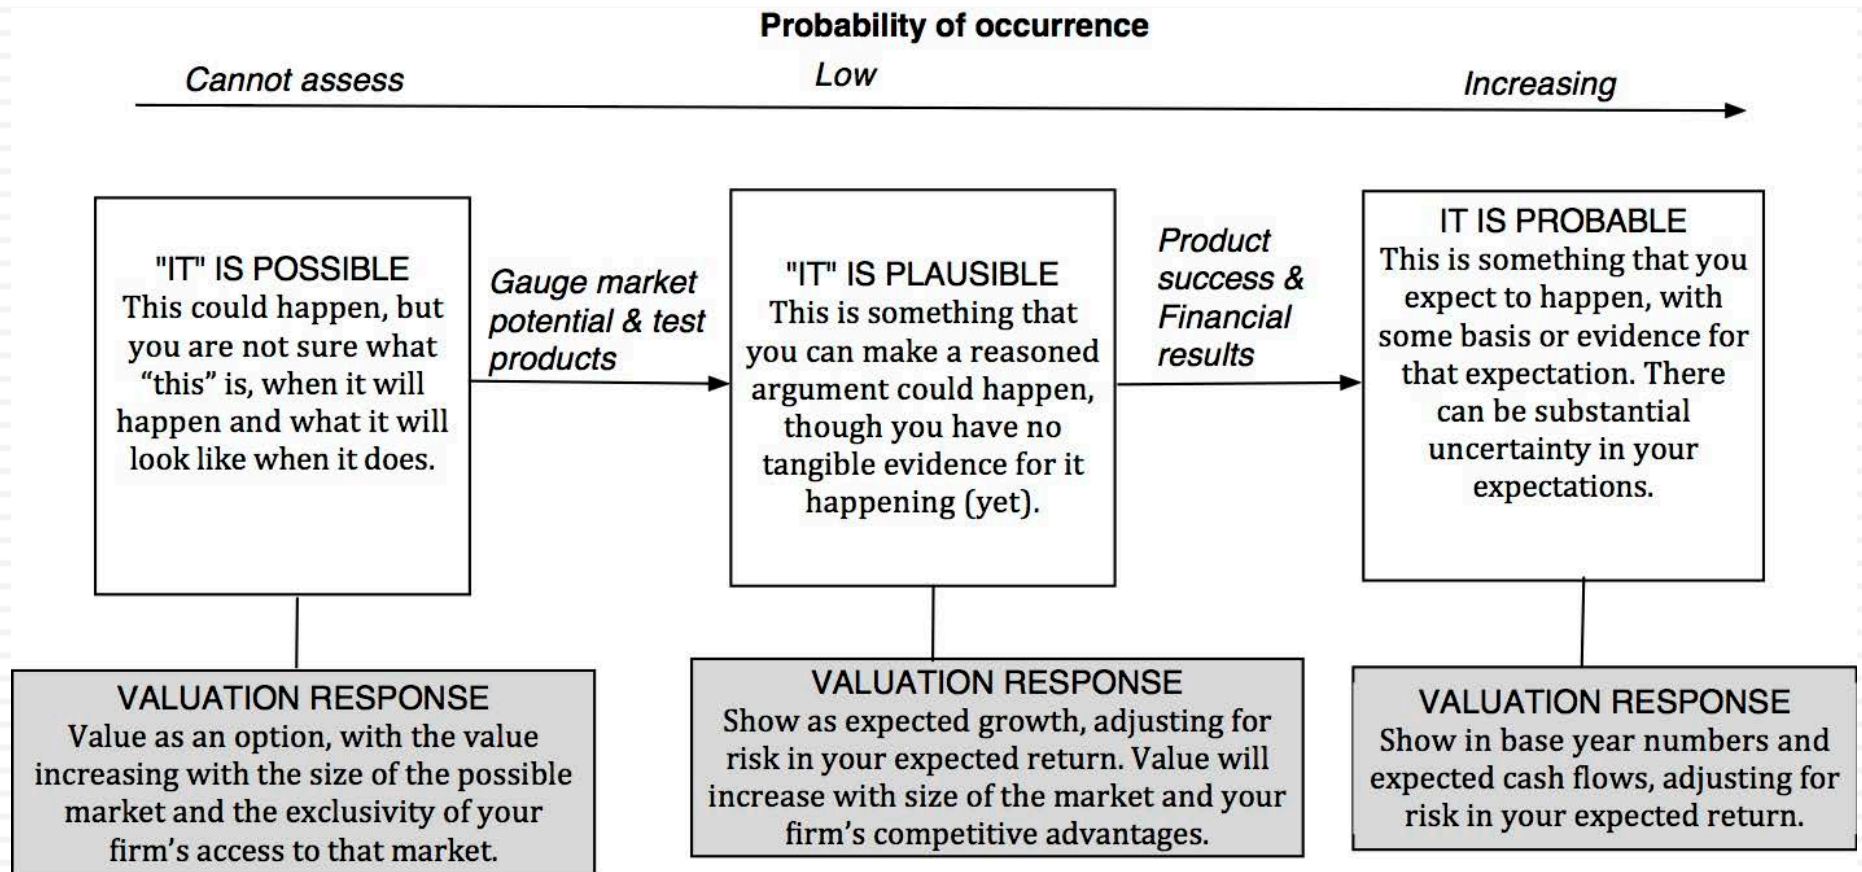 Probability of occurrence
Cannot assess
Low
Increasing
"IT" IS POSSIBLE
This could happen, but
you are not sure what
“this” is, when it will
happen and what it will
look like when it does.
Gauge market
potential & test
products
"IT" IS PLAUSIBLE
This is something that
you can make a reasoned
argument could happen,
though you have no
tangible evidence for it
happening (yet).
Product
success &
Financial
results
IT IS PROBABLE
This is something that you
expect to happen, with
some basis or evidence for
that expectation. There
can be substantial
uncertainty in your
expectations.
VALUATION RESPONSE
Value as an option, with the value
increasing with the size of the possible
market and the exclusivity of your
firm’s access to that market.
VALUATION RESPONSE
Show as expected growth, adjusting for
risk in your expected return. Value will
increase with size of the market and your
firm’s competitive advantages.
VALUATION RESPONSE
Show in base year numbers and
expected cash flows, adjusting for
risk in your expected return.